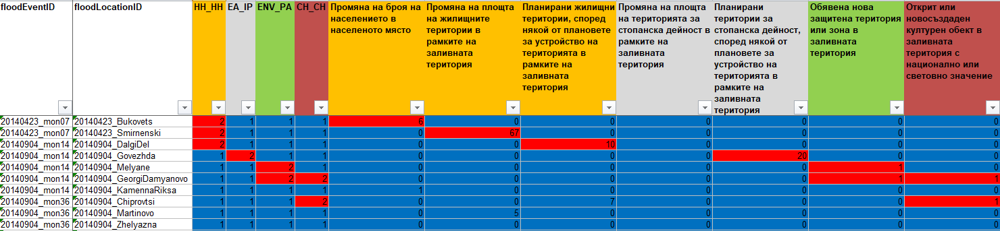 floodEventID floodLocationID HH_HH EA_IP ENV_PA CH_CH
Промяна на броя на
населението в
населеното място
Промяна на площта
на жилищните
територии в
рамките на
заливната
територия
Планирани жилищни
територии, според
някой от плановете
за устройство на
територията в
рамките на
заливната
територия
Промяна на площта
на територията за
стопанска дейност в
рамките на
заливната
територия
Планирани
територии за
стопанска дейност,
според някой от
плановете за
устройство на
територията в
рамките на
заливната
територия
Обявена нова
защитена територия
или зона в
заливната
територия
Открит или
новосъздаден
културен обект в
заливната
територия с
национално или
световно значение
20140423_mon07 20140423_Bukovets 2 1 1 1 6 0 0 0 0 0 0
20140423_mon07 20140423_Smirnenski 2 1 1 1 0 67 0 0 0 0 0
20140904_mon14 20140904_DalgiDel 2 1 1 1 0 0 10 0 0 0 0
20140904_mon14 20140904_Govezhda 1 2 1 1 0 0 0 0 20 0 0
20140904_mon14 20140904_Melyane 1 1 2 1 0 0 0 0 0 1 0
20140904_mon14 20140904_GeorgiDamyanovo 1 1 2 2 0 0 0 0 0 1 1
20140904_mon14 20140904_KamennaRiksa 1 1 1 1 1 0 0 0 0 0 0
20140904_mon36 20140904_Chiprovtsi 1 1 1 2 0 0 7 0 0 0 1
20140904_mon36 20140904_Martinovo 1 1 1 1 0 5 0 0 0 0 0
20140904_mon36 20140904_Zhelyazna 1 1 1 1 0 0 0 0 0 0 0